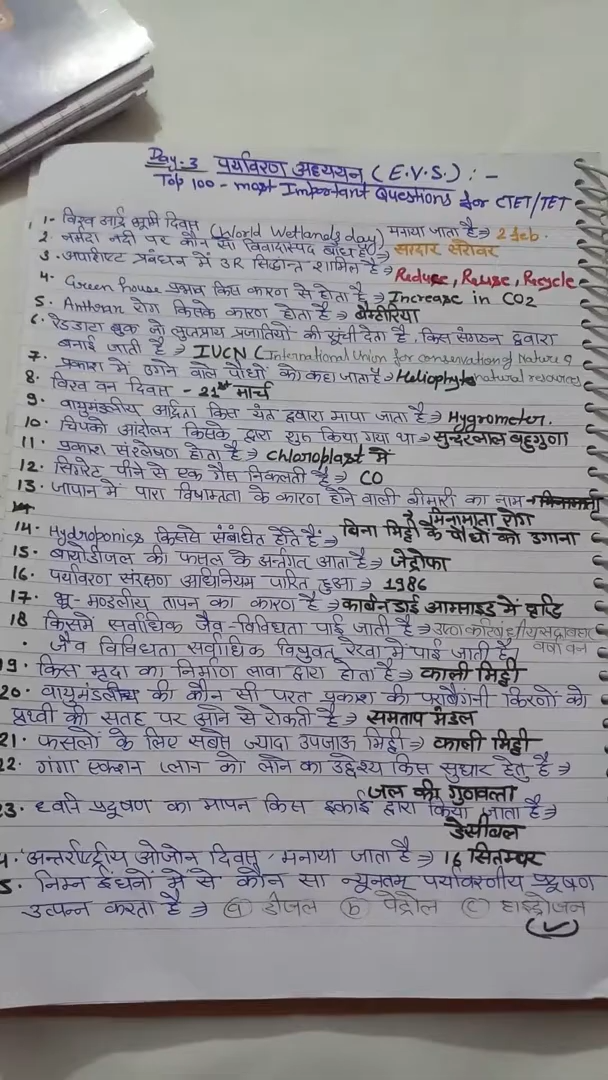 Day-3 पर्यावरण अध्ययन (E.V.S.) : -
Top 100 - most Important Questions for CTET/TET
1- विश्व आर्द्र भूमि दिवस (World Wetlands day) मनाया जाता है → 2 feb.
2. नर्मदा नदी पर कौन सा विवादास्पद बाँध है → सरदार सरोवर
3. अपशिष्ट प्रबंधन में 3R सिद्धान्त शामिल है → Reduce, Reuse, Recycle
4. Green house प्रभाव किस कारण से होता है → Increase in CO2
5. Anthrax रोग किसके कारण होता है → बैक्टीरिया
6. रेड डाटा बुक जो लुप्तप्राय प्रजातियों की सूची देता है, किस संगठन द्वारा
बनाई जाती है → IUCN (International Union for conservation of nature &
natural resources
7. प्रकाश में उगने वाले पौधों को कहा जाता है → Heliophyte
8. विश्व वन दिवस - 21st मार्च
9. वायुमंडलीय आर्द्रता किस यंत्र द्वारा मापा जाता है → Hygrometer.
10. चिपको आंदोलन किसके द्वारा शुरू किया गया था → सुन्दरलाल बहुगुणा
11. प्रकाश संश्लेषण होता है → chloroplast में
12. सिगरेट पीने से एक गैस निकलती है → CO
13. जापान में पारा विषाक्तता के कारण होने वाली बीमारी का नाम
है → मिनामाता रोग
14. Hydroponics किससे संबंधित होते हैं → बिना मिट्टी के पौधों को उगाना
15. बायोडीजल की फसल के अर्न्तगत आता है → जेट्रोफा
16. पर्यावरण संरक्षण अधिनियम पारित हुआ → 1986
17. भू-मण्डलीय तापन का कारण है → कार्बन डाई आक्साइड में वृद्धि
18 किसमें सर्वाधिक जैव-विविधता पाई जाती है → उष्णकटिबंधीय सदाबहार
वर्षा वन
. जैव विविधता सर्वाधिक विषुवत रेखा में पाई जाती है।
19. किस मृदा का निर्माण लावा द्वारा होता है → काली मिट्टी
20. वायुमंडलीय की कौन सी परत प्रकाश की पराबैंगनी किरणों को
पृथ्वी की सतह पर आने से रोकती है → समताप मंडल
21. फसलों के लिए सबसे ज्यादा उपजाऊ मिट्टी → काली मिट्टी
22. गंगा एक्शन प्लान को लाने का उद्देश्य किस सुधार हेतु है →
जल की गुणवत्ता
23. ध्वनि प्रदूषण का मापन किस इकाई द्वारा किया जाता है →
डेसीबल
4. अन्तर्राष्ट्रीय ओजोन दिवस, मनाया जाता है → 16 सितम्बर
5. निम्न ईंधनों में से कौन सा न्यूनतम् पर्यावरणीय प्रदूषण
उत्पन्न करता है → (a) डीजल (b) पेट्रोल (c) हाइड्रोजन
(✓)